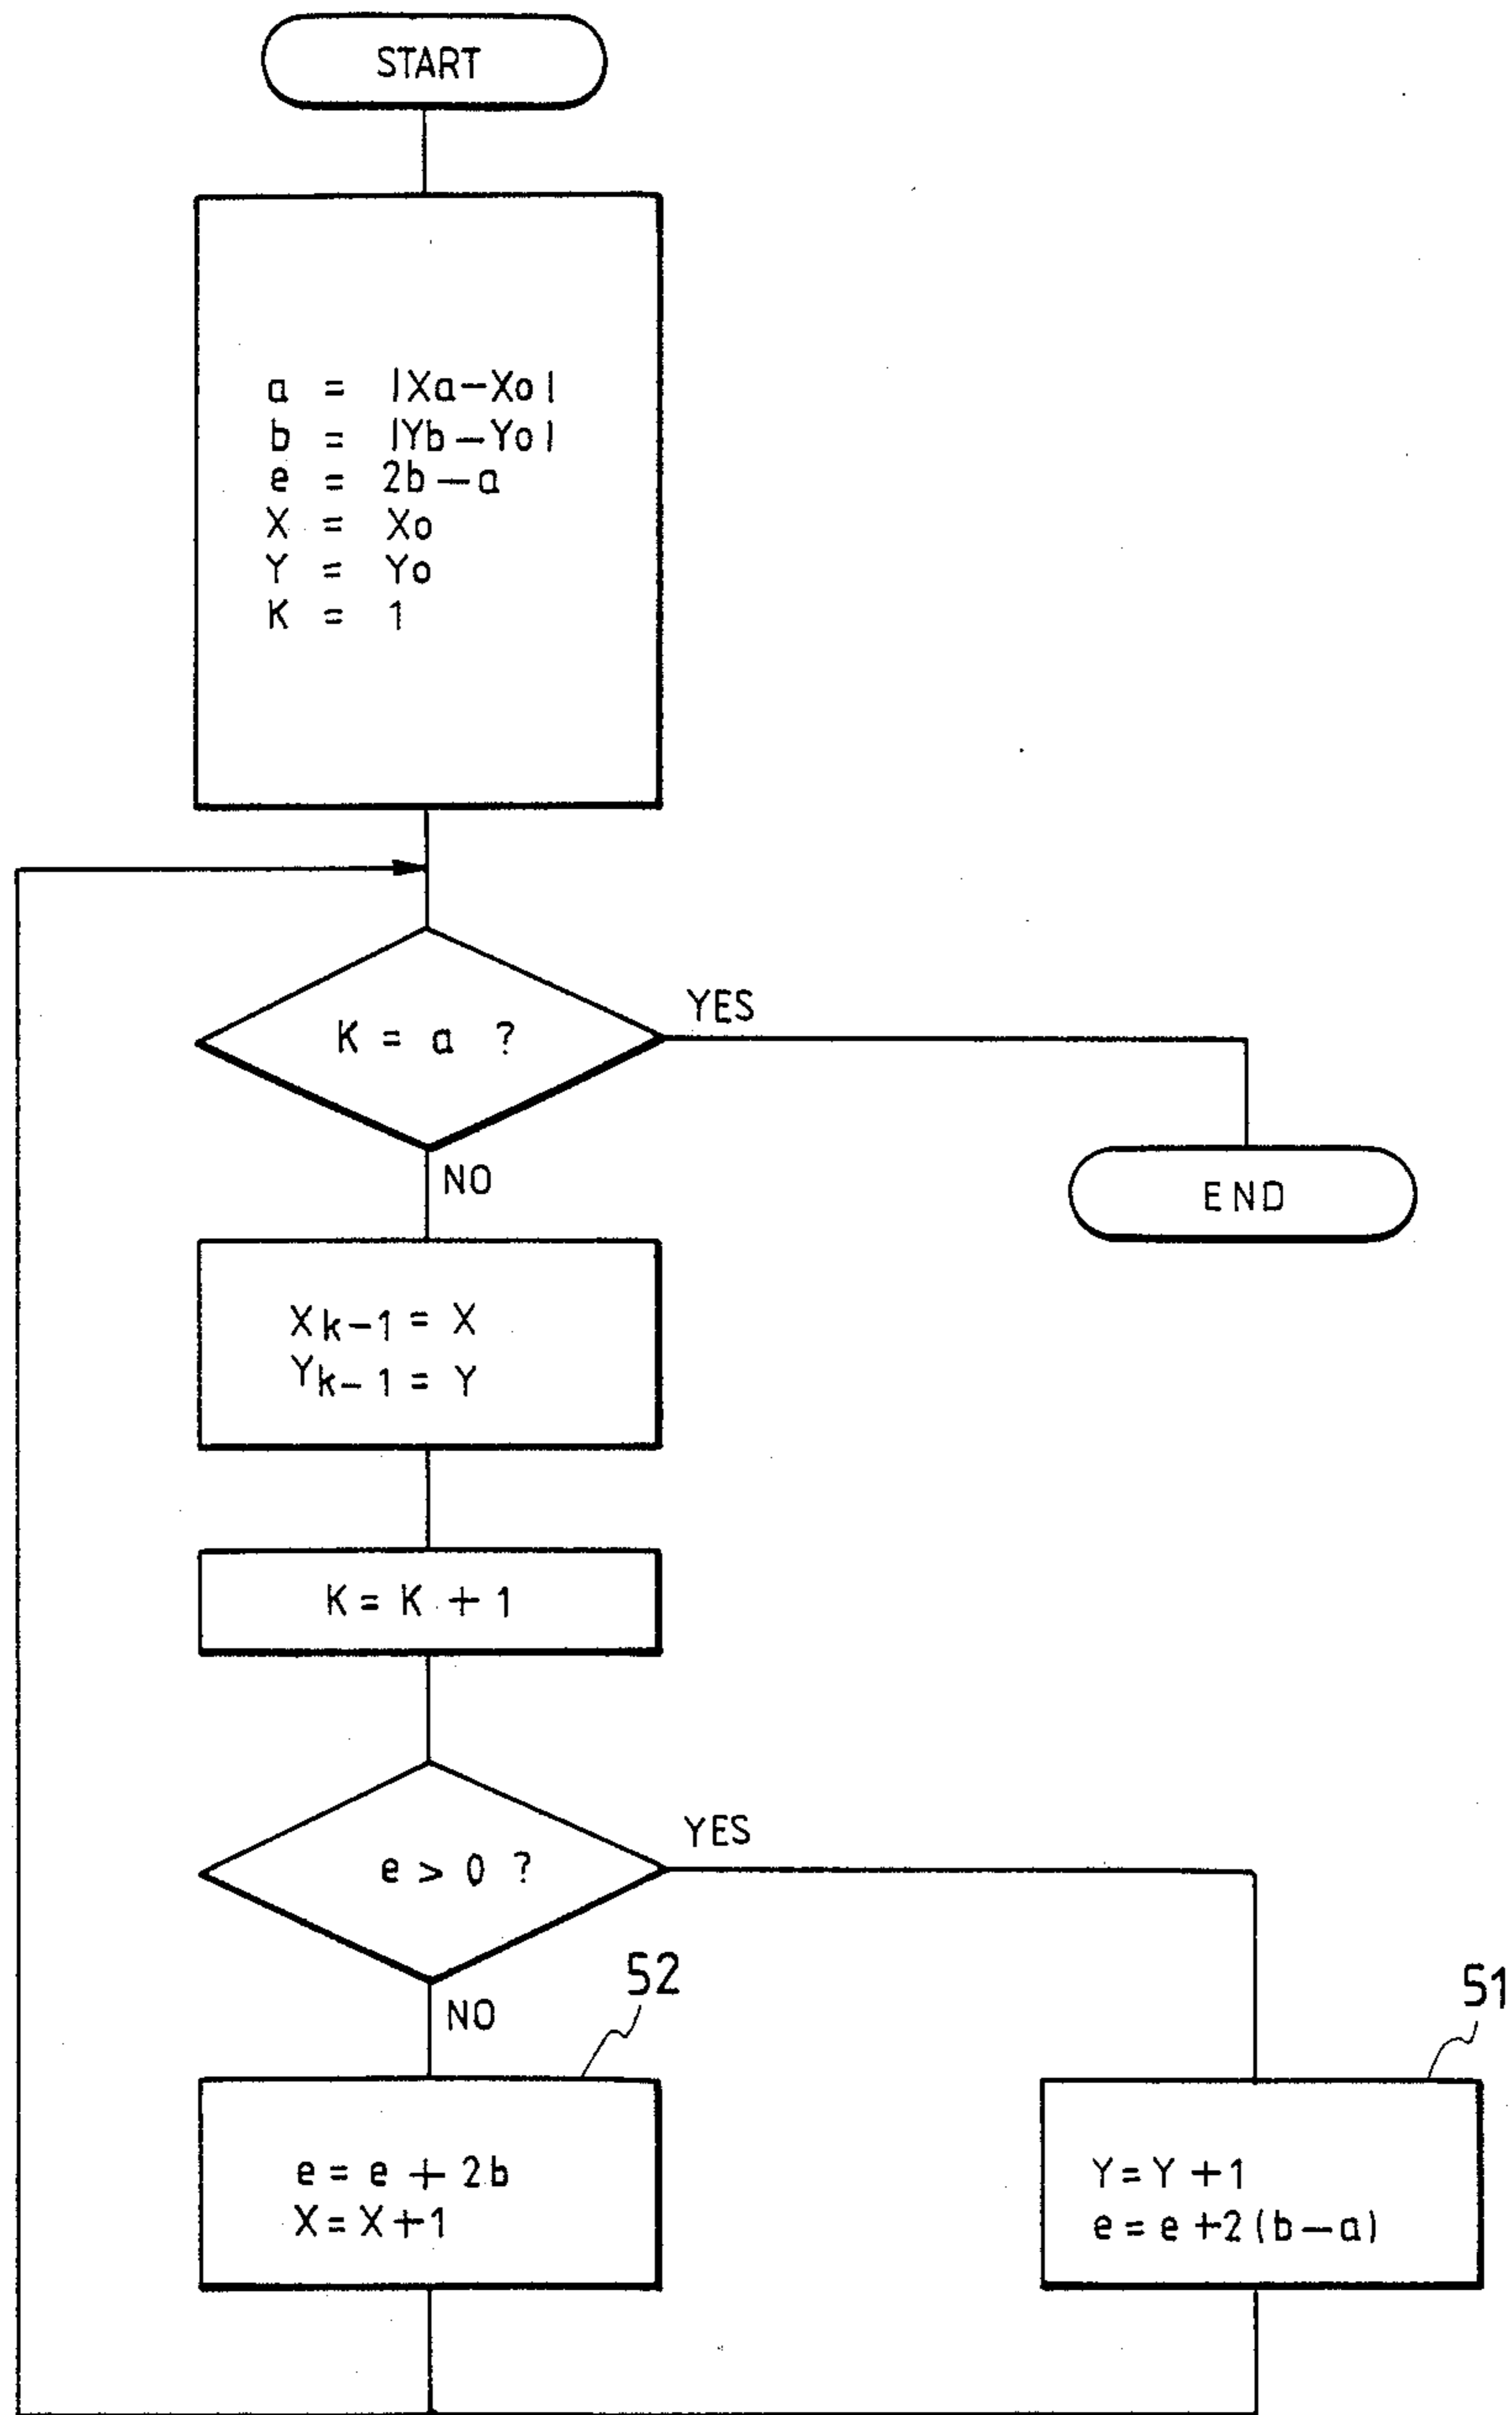 START
a = |Xa-Xo|
b = |Yb-Yo|
e = 2b-a
X = Xo
Y = Yo
K = 1
K = a ?
YES
NO
END
Xk-1 = X
Yk-1 = Y
K = K + 1
e > 0 ?
YES
NO
52
51
e = e + 2b
X = X+1
Y = Y +1
e = e +2(b-a)